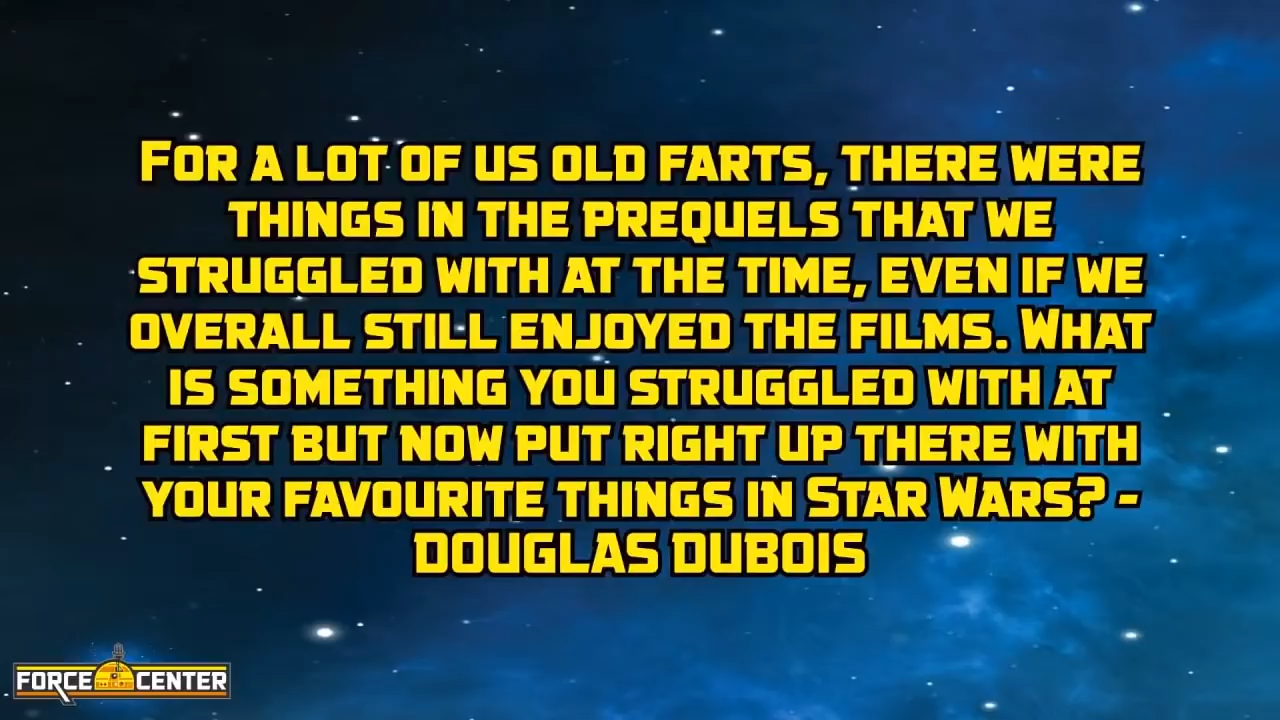 For a lot of us old farts, there were
things in the prequels that we
struggled with at the time, even if we
overall still enjoyed the films. What
is something you struggled with at
first but now put right up there with
your favourite things in Star Wars? -
Douglas Dubois
FORCE CENTER